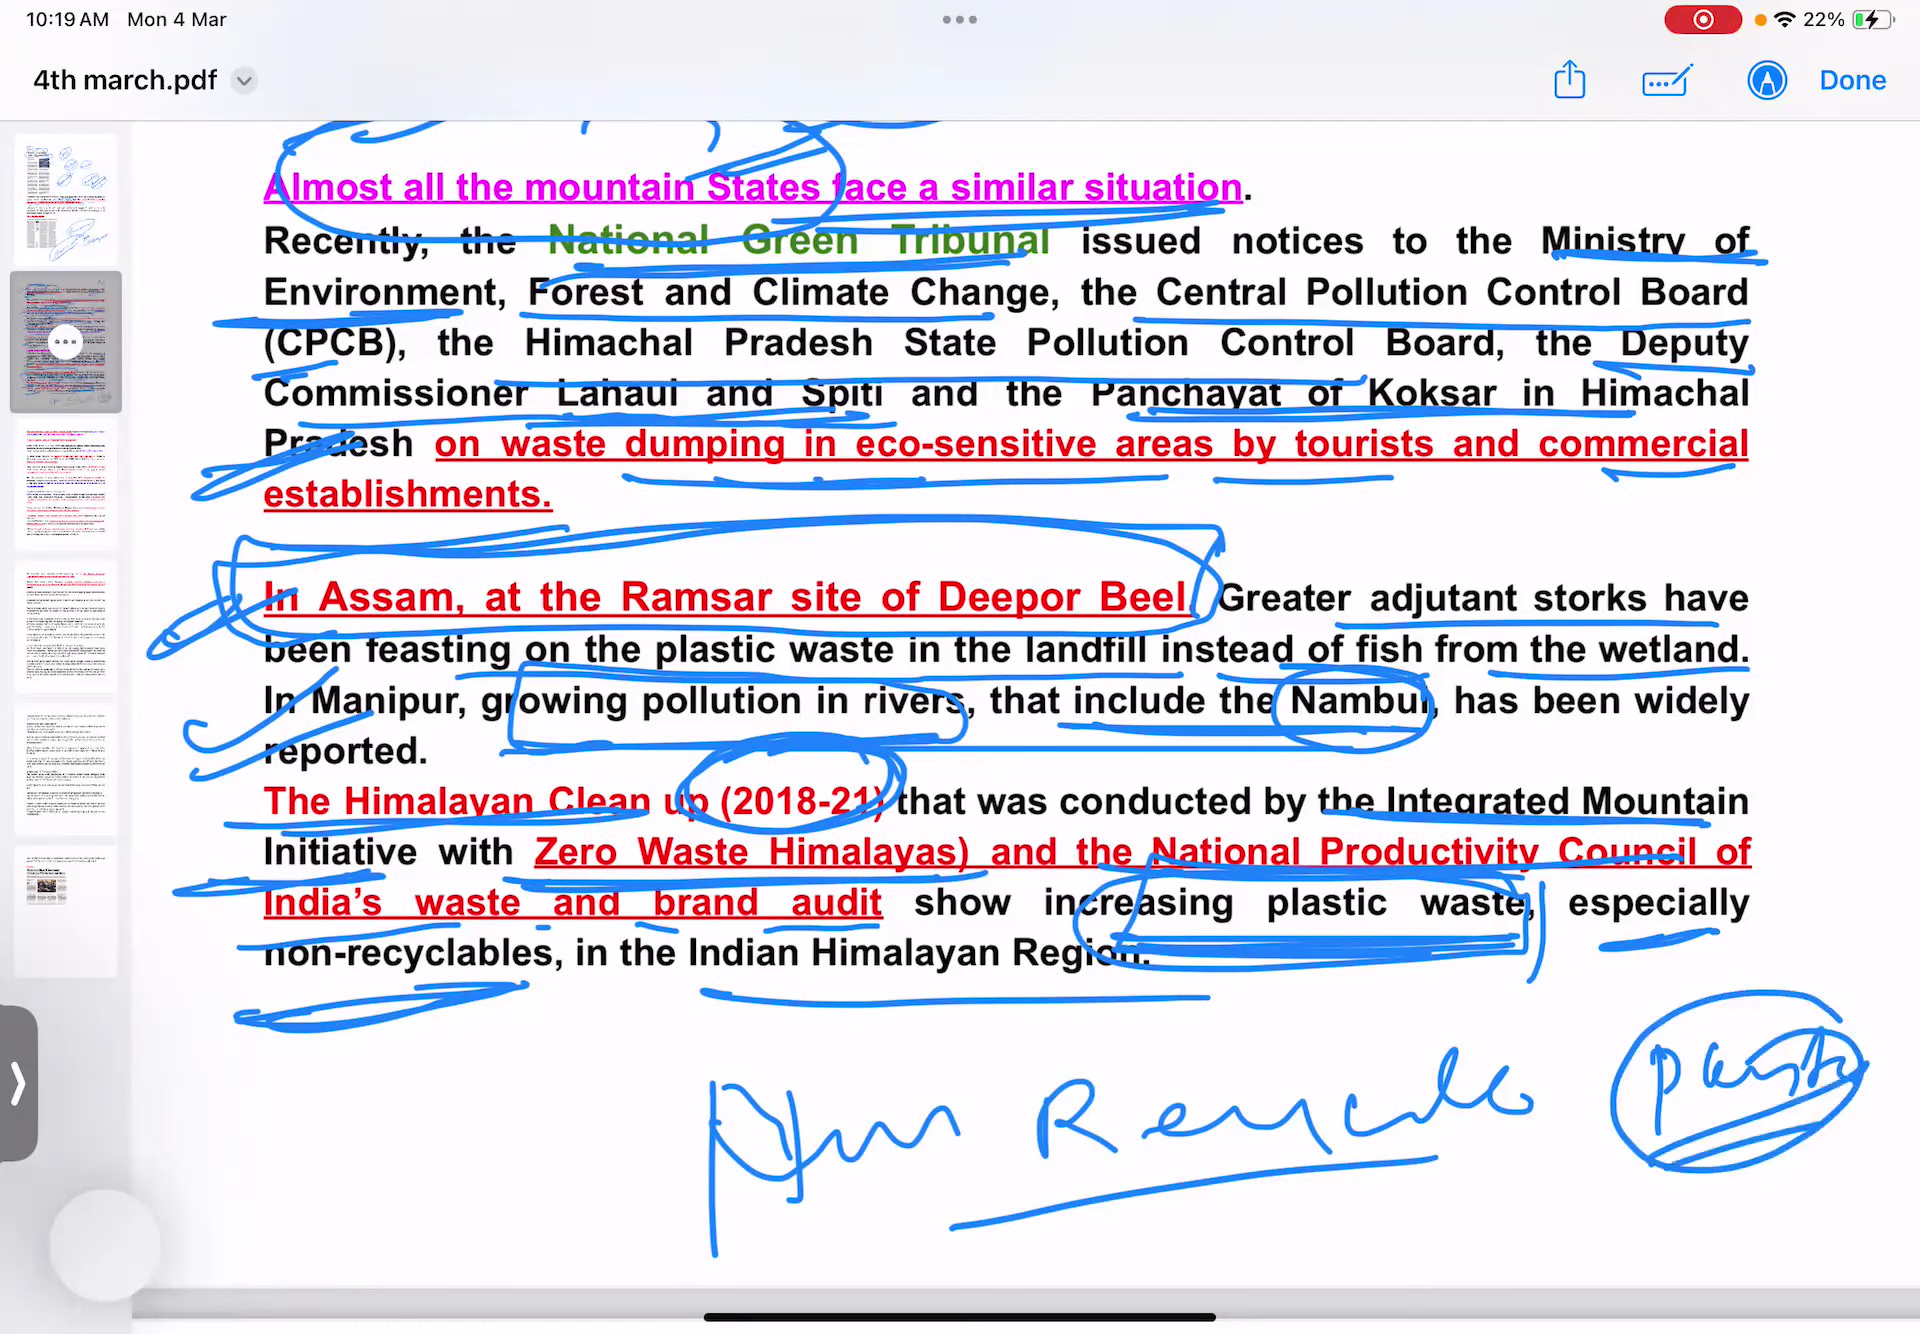 10:19 AM Mon 4 Mar
22%
4th march.pdf
Done
Almost all the mountain States face a similar situation.
Recently, the National Green Tribunal issued notices to the Ministry of
Environment, Forest and Climate Change, the Central Pollution Control Board
(CPCB), the Himachal Pradesh State Pollution Control Board, the Deputy
Commissioner Lahaul and Spiti and the Panchayat of Koksar in Himachal
Pradesh on waste dumping in eco-sensitive areas by tourists and commercial
establishments.
In Assam, at the Ramsar site of Deepor Beel, Greater adjutant storks have
been feasting on the plastic waste in the landfill instead of fish from the wetland.
In Manipur, growing pollution in rivers, that include the Nambul, has been widely
reported.
The Himalayan Clean up (2018-21) that was conducted by the Integrated Mountain
Initiative with Zero Waste Himalayas) and the National Productivity Council of
India’s waste and brand audit show increasing plastic waste, especially
non-recyclables, in the Indian Himalayan Region.